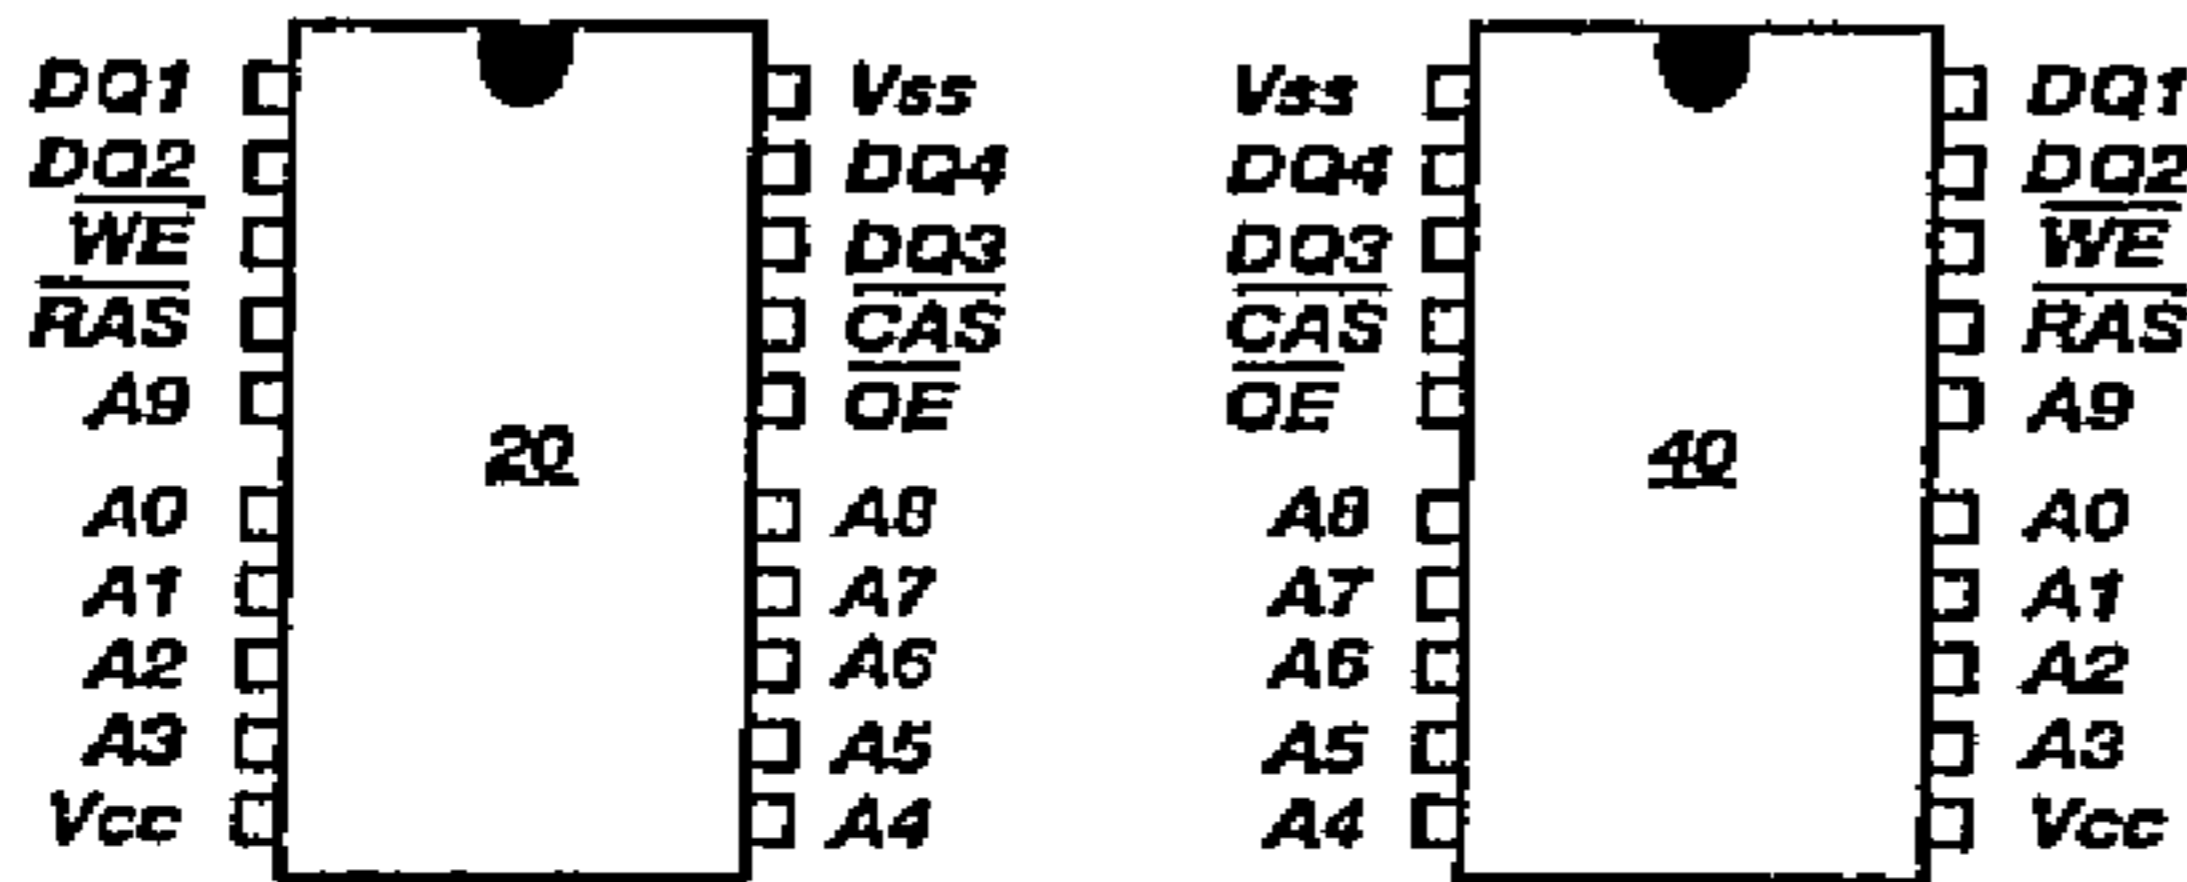 DQ1 Vss Vss DQ1
DQ2 DQ4 DQ4 DQ2
WE DQ3 DQ3 WE
RAS CAS CAS RAS
A9 OE OE A9
20 40
A0 A8 A8 A0
A1 A7 A7 A1
A2 A6 A6 A2
A3 A5 A5 A3
Vcc A4 A4 Vcc